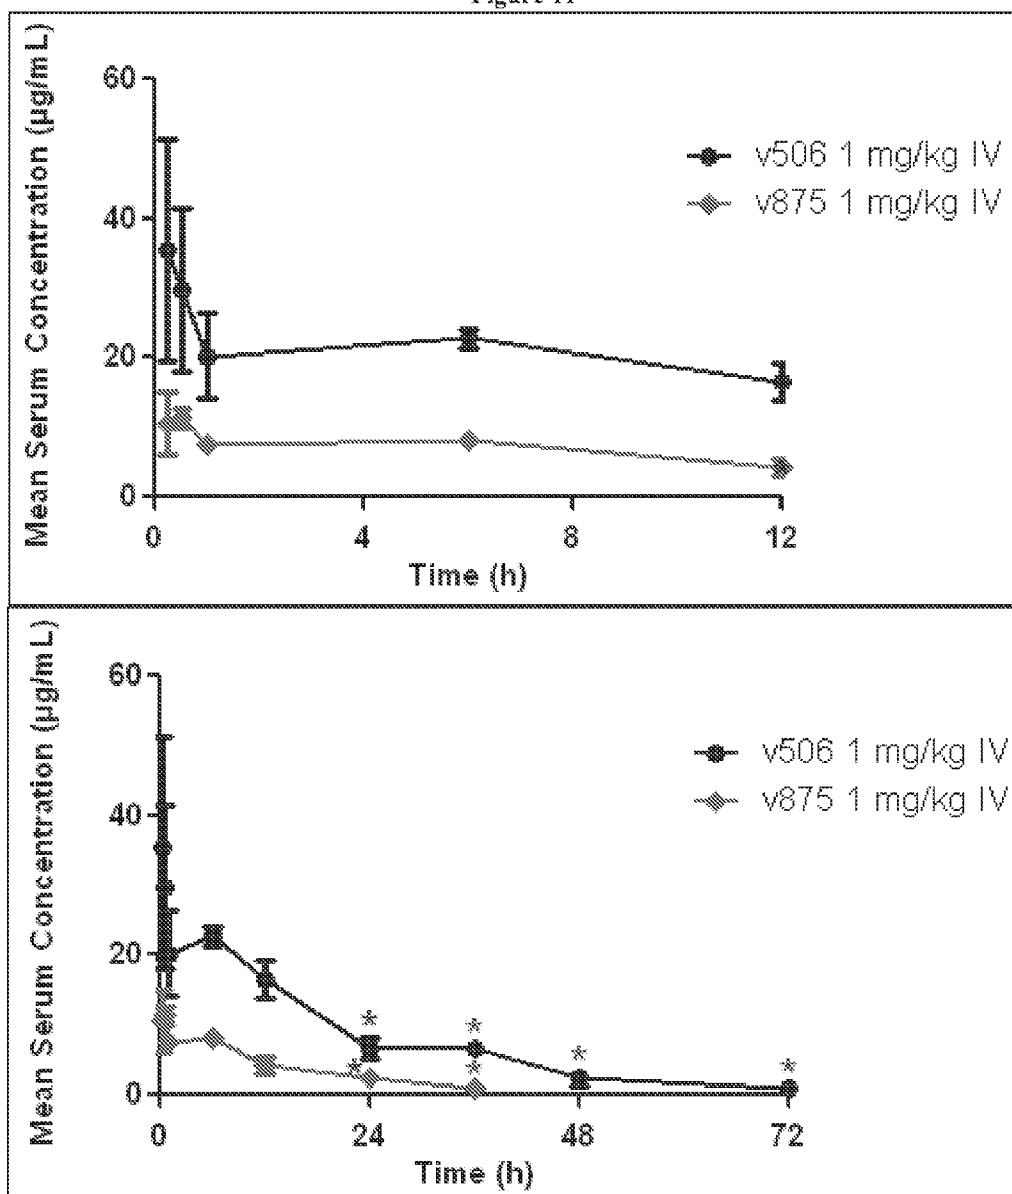 Mean Serum Concentration (µg/mL)
60
40
20
0
0 4 8 12
Time (h)
v506 1 mg/kg IV
v875 1 mg/kg IV
Mean Serum Concentration (µg/mL)
60
40
20
0
0 24 48 72
Time (h)
v506 1 mg/kg IV
v875 1 mg/kg IV
* * * *
* *